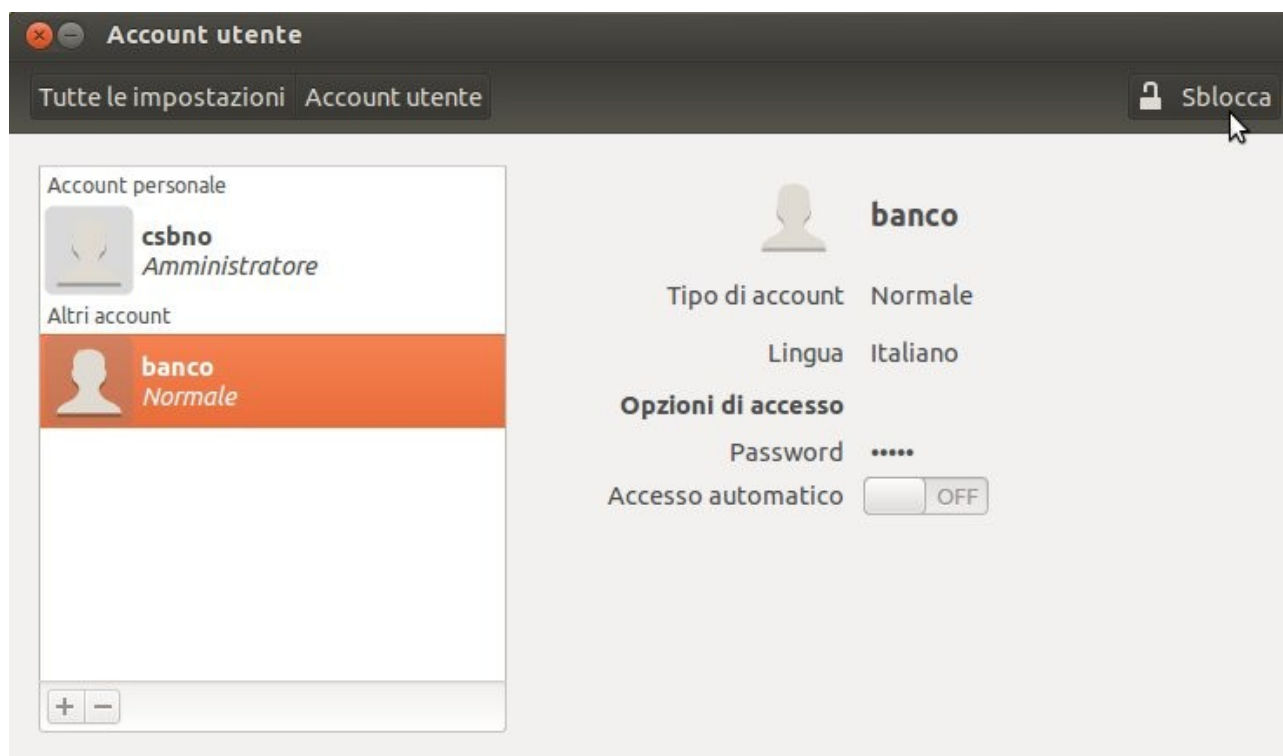 Account utente
Tutte le impostazioni Account utente Sblocca
Account personale
csbno
Amministratore
Altri account
banco
Normale
banco
Tipo di account Normale
Lingua Italiano
Opzioni di accesso
Password •••••
Accesso automatico OFF